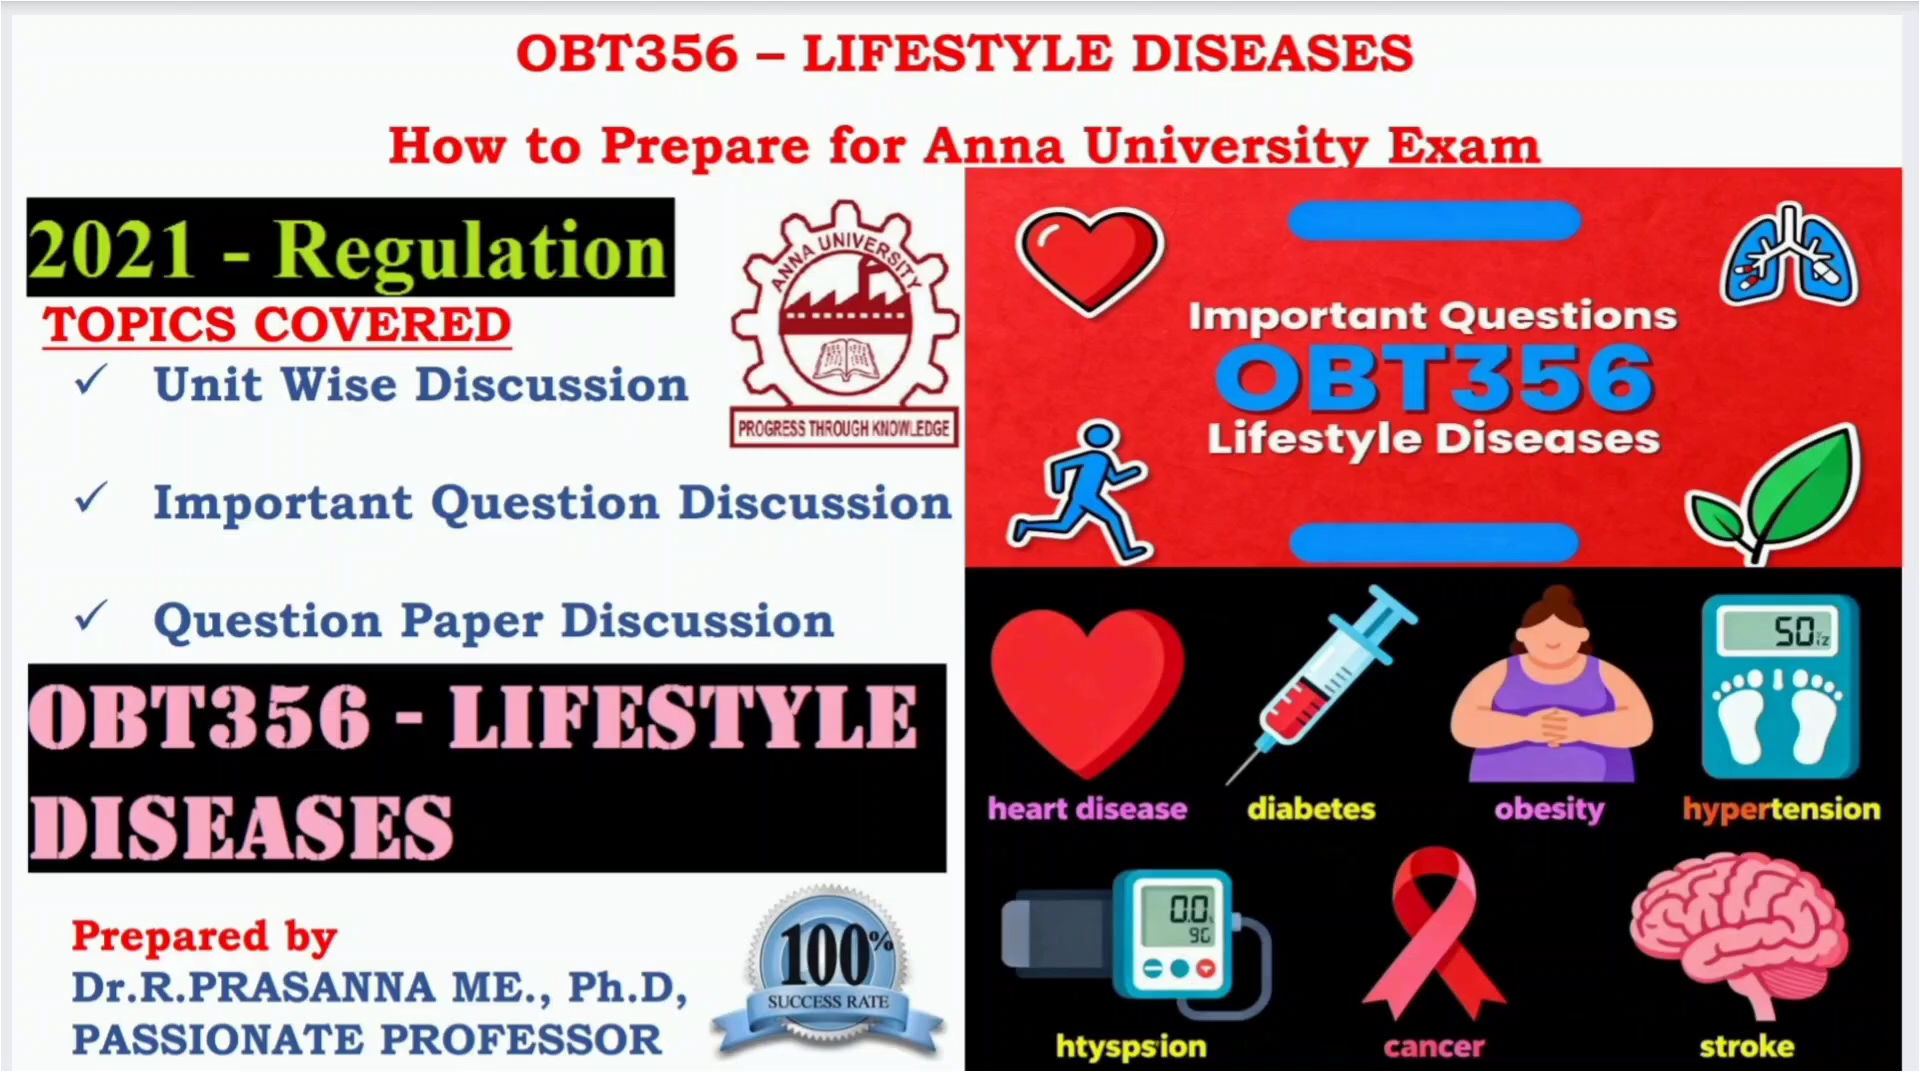 OBT356 – LIFESTYLE DISEASES
How to Prepare for Anna University Exam
2021 - Regulation
TOPICS COVERED
✓ Unit Wise Discussion
✓ Important Question Discussion
✓ Question Paper Discussion
ANNA UNIVERSITY
PROGRESS THROUGH KNOWLEDGE
OBT356 - LIFESTYLE
DISEASES
Prepared by
Dr.R.PRASANNA ME., Ph.D,
PASSIONATE PROFESSOR
100%
SUCCESS RATE
Important Questions
OBT356
Lifestyle Diseases
50
heart disease
diabetes
obesity
hypertension
0.0
90
htyspsion
cancer
stroke